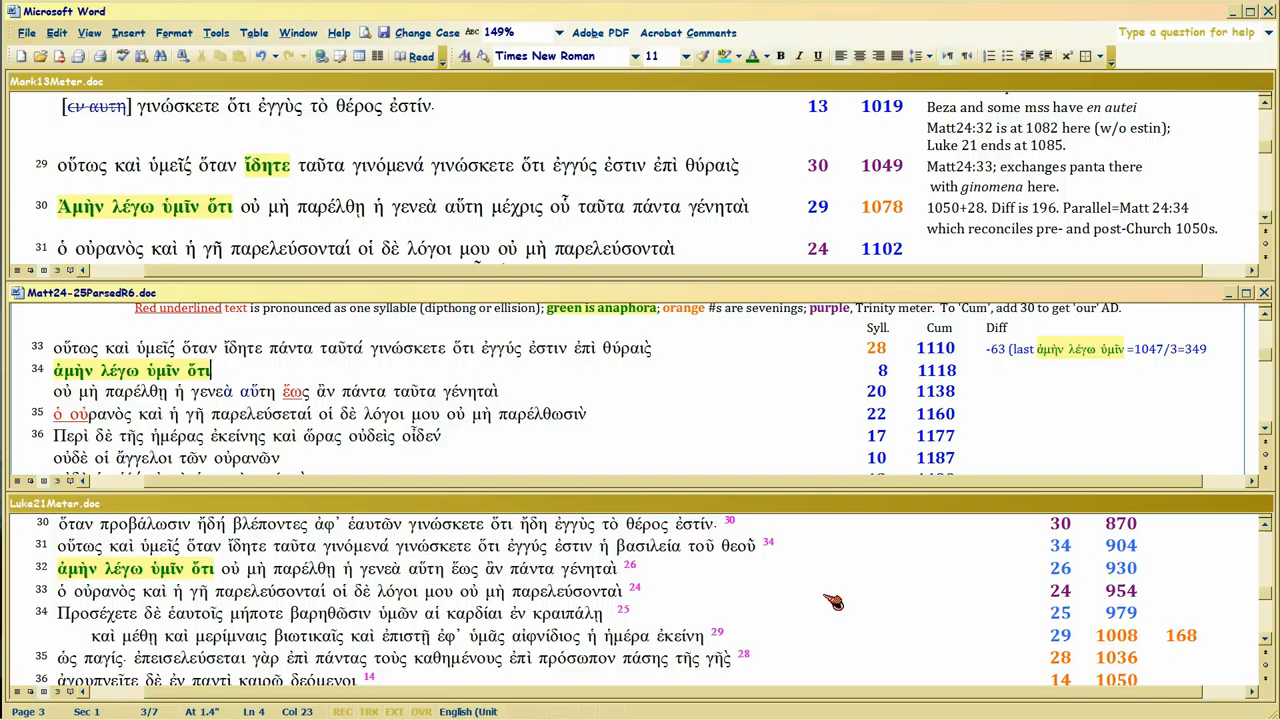 Microsoft Word
File Edit View Insert Format Tools Table Window Help Change Case ABC 149% Adobe PDF Acrobat Comments Type a question for help
Read Times New Roman 11 B I U
Mark13Meter.doc
[εν αυτη] γινώσκετε ὅτι ἐγγὺς τὸ θέρος ἐστίν· 13 1019 Beza and some mss have en autei
Matt24:32 is at 1082 here (w/o estin);
Luke 21 ends at 1085.
29 οὕτως καὶ ὑμεῖς ὅταν ἴδητε ταῦτα γινόμενά γινώσκετε ὅτι ἐγγύς ἐστιν ἐπὶ θύραις 30 1049 Matt24:33; exchanges panta there
with ginomena here.
30 Ἀμὴν λέγω ὑμῖν ὅτι οὐ μὴ παρέλθῃ ἡ γενεὰ αὕτη μέχρις οὗ ταῦτα πάντα γένηταὶ 29 1078 1050+28. Diff is 196. Parallel=Matt 24:34
which reconciles pre- and post-Church 1050s.
31 ὁ οὐρανὸς καὶ ἡ γῆ παρελεύσονταί οἱ δὲ λόγοι μου οὐ μὴ παρελεύσονταὶ 24 1102
Matt24-25ParsedR6.doc
Red underlined text is pronounced as one syllable (dipthong or ellision); green is anaphora; orange #s are sevenings; purple, Trinity meter. To 'Cum', add 30 to get 'our' AD.
Syll. Cum Diff
33 οὕτως καὶ ὑμεῖς ὅταν ἴδητε πάντα ταῦτά γινώσκετε ὅτι ἐγγύς ἐστιν ἐπὶ θύραις 28 1110 -63 (last ἀμὴν λέγω ὑμῖν =1047/3=349
34 ἀμὴν λέγω ὑμῖν ὅτι 8 1118
οὐ μὴ παρέλθῃ ἡ γενεὰ αὕτη ἕως ἂν πάντα ταῦτα γένηταὶ 20 1138
35 ὁ οὐρανὸς καὶ ἡ γῆ παρελεύσεταί οἱ δὲ λόγοι μου οὐ μὴ παρέλθωσιν 22 1160
36 Περὶ δὲ τῆς ἡμέρας ἐκείνης καὶ ὥρας οὐδεὶς οἶδεν 17 1177
οὐδὲ οἱ ἄγγελοι τῶν οὐρανῶν 10 1187
Luke21Meter.doc
30 ὅταν προβάλωσιν ἤδή βλέποντες ἀφ᾽ ἑαυτῶν γινώσκετε ὅτι ἤδη ἐγγὺς τὸ θέρος ἐστίν· 30 30 870
31 οὕτως καὶ ὑμεῖς ὅταν ἴδητε ταῦτα γινόμενά γινώσκετε ὅτι ἐγγύς ἐστιν ἡ βασιλεία τοῦ θεοῦ 34 34 904
32 ἀμὴν λέγω ὑμῖν ὅτι οὐ μὴ παρέλθῃ ἡ γενεὰ αὕτη ἕως ἂν πάντα γένηταὶ 26 26 930
33 ὁ οὐρανὸς καὶ ἡ γῆ παρελεύσονταί οἱ δὲ λόγοι μου οὐ μὴ παρελεύσονταὶ 24 24 954
34 Προσέχετε δὲ ἑαυτοῖς μήποτε βαρηθῶσιν ὑμῶν αἱ καρδίαι ἐν κραιπάλῃ 25 25 979
καὶ μέθῃ καὶ μερίμναις βιωτικαῖς καὶ ἐπιστῇ ἐφ᾽ ὑμᾶς αἰφνίδιος ἡ ἡμέρα ἐκείνη 29 29 1008 168
35 ὡς παγίς· ἐπεισελεύσεται γὰρ ἐπὶ πάντας τοὺς καθημένους ἐπὶ πρόσωπον πάσης τῆς γῆς 28 28 1036
36 ἀγρυπνεῖτε δὲ ἐν παντὶ καιρῷ δεόμενοι 14 14 1050
Page 3 Sec 1 3/7 At 1.4" Ln 4 Col 23 REC TRK EXT OVR English (Unit